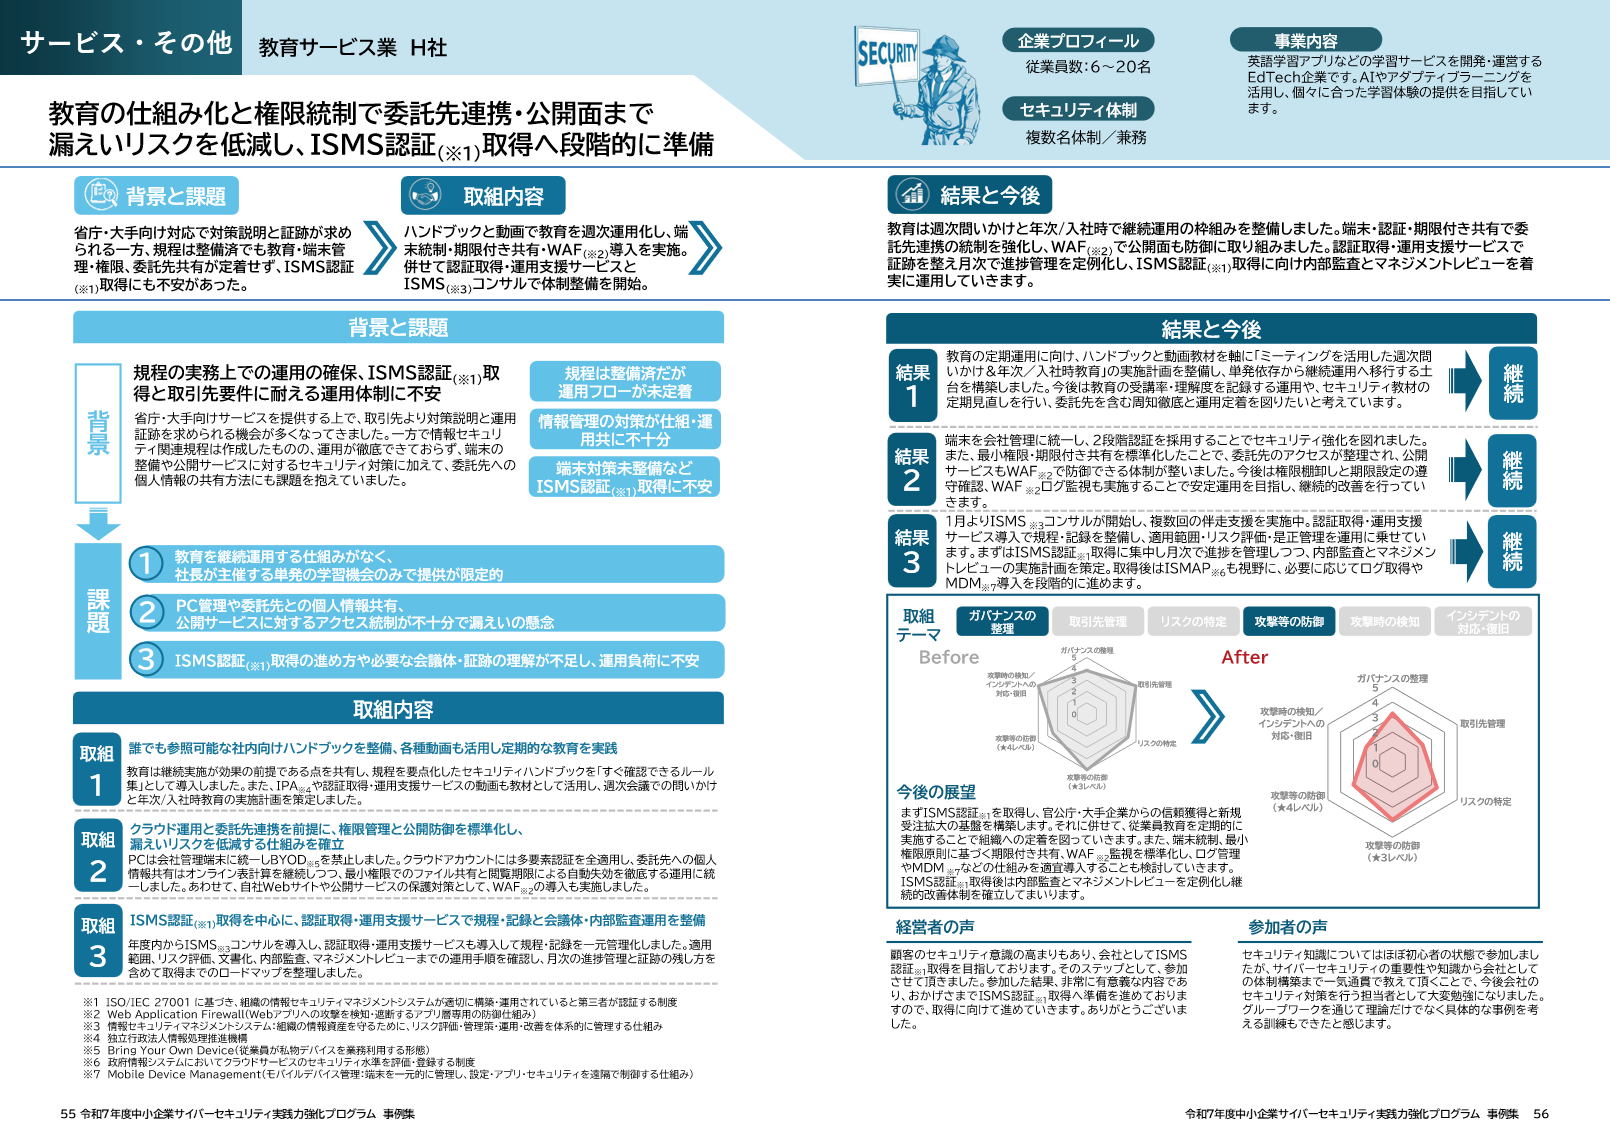 サービス・その他
教育サービス業 H社
教育の仕組み化と権限統制で委託先連携・公開面まで
漏えいリスクを低減し、ISMS認証(※1)取得へ段階的に準備
SECURITY
企業プロフィール
従業員数：6～20名
セキュリティ体制
複数名体制／兼務
事業内容
英語学習アプリなどの学習サービスを開発・運営する
EdTech企業です。AIやアダプティブラーニングを
活用し、個々に合った学習体験の提供を目指してい
ます。
背景と課題
省庁・大手向け対応で対策説明と証跡が求め
られる一方、規程は整備済でも教育・端末管
理・権限、委託先共有が定着せず、ISMS認証
(※1)取得にも不安があった。
取組内容
ハンドブックと動画で教育を週次運用化し、端
末統制・期限付き共有・WAF(※2)導入を実施。
併せて認証取得・運用支援サービスと
ISMS(※3)コンサルで体制整備を開始。
結果と今後
教育は週次問いかけと年次/入社時で継続運用の枠組みを整備しました。端末・認証・期限付き共有で委
託先連携の統制を強化し、WAF(※2)で公開面も防御に取り組みました。認証取得・運用支援サービスで
証跡を整え月次で進捗管理を定例化し、ISMS認証(※1)取得に向け内部監査とマネジメントレビューを着
実に運用していきます。
背景と課題
背景
規程の実務上での運用の確保、ISMS認証(※1)取
得と取引先要件に耐える運用体制に不安
省庁・大手向けサービスを提供する上で、取引先より対策説明と運用
証跡を求められる機会が多くなってきました。一方で情報セキュリ
ティ関連規程は作成したものの、運用が徹底できておらず、端末の
整備や公開サービスに対するセキュリティ対策に加えて、委託先への
個人情報の共有方法にも課題を抱えていました。
規程は整備済だが
運用フローが未定着
情報管理の対策が仕組・運
用共に不十分
端末対策未整備など
ISMS認証(※1)取得に不安
課題
1 教育を継続運用する仕組みがなく、
社長が主催する単発の学習機会のみで提供が限定的
2 PC管理や委託先との個人情報共有、
公開サービスに対するアクセス統制が不十分で漏えいの懸念
3 ISMS認証(※1)取得の進め方や必要な会議体・証跡の理解が不足し、運用負荷に不安
取組内容
取組1
誰でも参照可能な社内向けハンドブックを整備、各種動画も活用し定期的な教育を実践
教育は継続実施が効果の前提である点を共有し、規程を要点化したセキュリティハンドブックを「すぐ確認できるルール
集」として導入しました。また、IPA※4や認証取得・運用支援サービスの動画も教材として活用し、週次会議での問いかけ
と年次/入社時教育の実施計画を策定しました。
取組2
クラウド運用と委託先連携を前提に、権限管理と公開防御を標準化し、
漏えいリスクを低減する仕組みを確立
PCは会社管理端末に統一しBYOD※5を禁止しました。クラウドアカウントには多要素認証を全適用し、委託先への個人
情報共有はオンライン表計算を継続しつつ、最小権限でのファイル共有と閲覧期限による自動失効を徹底する運用に統
一しました。あわせて、自社Webサイトや公開サービスの保護対策として、WAF※2の導入も実施しました。
取組3
ISMS認証(※1)取得を中心に、認証取得・運用支援サービスで規程・記録と会議体・内部監査運用を整備
年度内からISMS※3コンサルを導入し、認証取得・運用支援サービスも導入して規程・記録を一元管理化しました。適用
範囲、リスク評価、文書化、内部監査、マネジメントレビューまでの運用手順を確認し、月次の進捗管理と証跡の残し方を
含めて取得までのロードマップを整理しました。
※1 ISO/IEC 27001 に基づき、組織の情報セキュリティマネジメントシステムが適切に構築・運用されていると第三者が認証する制度
※2 Web Application Firewall(Webアプリへの攻撃を検知・遮断するアプリ層専用の防御仕組み)
※3 情報セキュリティマネジメントシステム：組織の情報資産を守るために、リスク評価・管理策・運用・改善を体系的に管理する仕組み
※4 独立行政法人情報処理推進機構
※5 Bring Your Own Device(従業員が私物デバイスを業務利用する形態)
※6 政府情報システムにおいてクラウドサービスのセキュリティ水準を評価・登録する制度
※7 Mobile Device Management(モバイルデバイス管理：端末を一元的に管理し、設定・アプリ・セキュリティを遠隔で制御する仕組み)
55 令和7年度中小企業サイバーセキュリティ実践力強化プログラム 事例集
結果と今後
結果1
教育の定期運用に向け、ハンドブックと動画教材を軸に「ミーティングを活用した週次問
いかけ＆年次／入社時教育」の実施計画を整備し、単発依存から継続運用へ移行する土
台を構築しました。今後は教育の受講率・理解度を記録する運用や、セキュリティ教材の
定期見直しを行い、委託先を含む周知徹底と運用定着を図りたいと考えています。
継続
結果2
端末を会社管理に統一し、2段階認証を採用することでセキュリティ強化を図れました。
また、最小権限・期限付き共有を標準化したことで、委託先のアクセスが整理され、公開
サービスもWAF※2で防御できる体制が整いました。今後は権限棚卸しと期限設定の遵
守確認、WAF※2ログ監視も実施することで安定運用を目指し、継続的改善を行ってい
きます。
継続
結果3
1月よりISMS※3コンサルが開始し、複数回の伴走支援を実施中。認証取得・運用支援
サービス導入で規程・記録を整備し、適用範囲・リスク評価・是正管理を運用に乗せてい
ます。まずはISMS認証※1取得に集中し月次で進捗を管理しつつ、内部監査とマネジメン
トレビューの実施計画を策定。取得後はISMAP※6も視野に、必要に応じてログ取得や
MDM※7導入を段階的に進めます。
継続
取組
テーマ
ガバナンスの
整理
取引先管理
リスクの特定
攻撃等の防御
攻撃時の検知
インシデントの
対応・復旧
Before
ガバナンスの整理
5
4
3
2
1
0
取引先管理
リスクの特定
攻撃等の防御
(★3レベル)
攻撃等の防御
(★4レベル)
攻撃時の検知／
インシデントへの
対応・復旧
After
ガバナンスの整理
5
4
3
2
1
0
取引先管理
リスクの特定
攻撃等の防御
(★3レベル)
攻撃等の防御
(★4レベル)
攻撃時の検知／
インシデントへの
対応・復旧
今後の展望
まずISMS認証※1を取得し、官公庁・大手企業からの信頼獲得と新規
受注拡大の基盤を構築します。それに併せて、従業員教育を定期的に
実施することで組織への定着を図っていきます。また、端末統制、最小
権限原則に基づく期限付き共有、WAF※2監視を標準化し、ログ管理
やMDM※7などの仕組みを適宜導入することも検討していきます。
ISMS認証※1取得後は内部監査とマネジメントレビューを定例化し継
続的改善体制を確立してまいります。
経営者の声
顧客のセキュリティ意識の高まりもあり、会社としてISMS
認証※1取得を目指しております。そのステップとして、参加
させて頂きました。参加した結果、非常に有意義な内容であ
り、おかげさまでISMS認証※1取得へ準備を進めておりま
すので、取得に向けて進めていきます。ありがとうございま
した。
参加者の声
セキュリティ知識についてはほぼ初心者の状態で参加しまし
たが、サイバーセキュリティの重要性や知識から会社として
の体制構築まで一気通貫で教えて頂くことで、今後会社の
セキュリティ対策を行う担当者として大変勉強になりました。
グループワークを通じて理論だけでなく具体的な事例を考
える訓練もできたと感じます。
令和7年度中小企業サイバーセキュリティ実践力強化プログラム 事例集 56